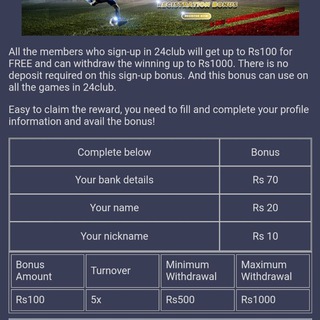 REGISTRATION BONUS
All the members who sign-up in 24club will get up to Rs100 for
FREE and can withdraw the winning up to Rs1000. There is no
deposit required on this sign-up bonus. And this bonus can use on
all the games in 24club.
Easy to claim the reward, you need to fill and complete your profile
information and avail the bonus!
Complete below Bonus
Your bank details Rs 70
Your name Rs 20
Your nickname Rs 10
Bonus Amount Turnover Minimum Withdrawal Maximum Withdrawal
Rs100 5x Rs500 Rs1000